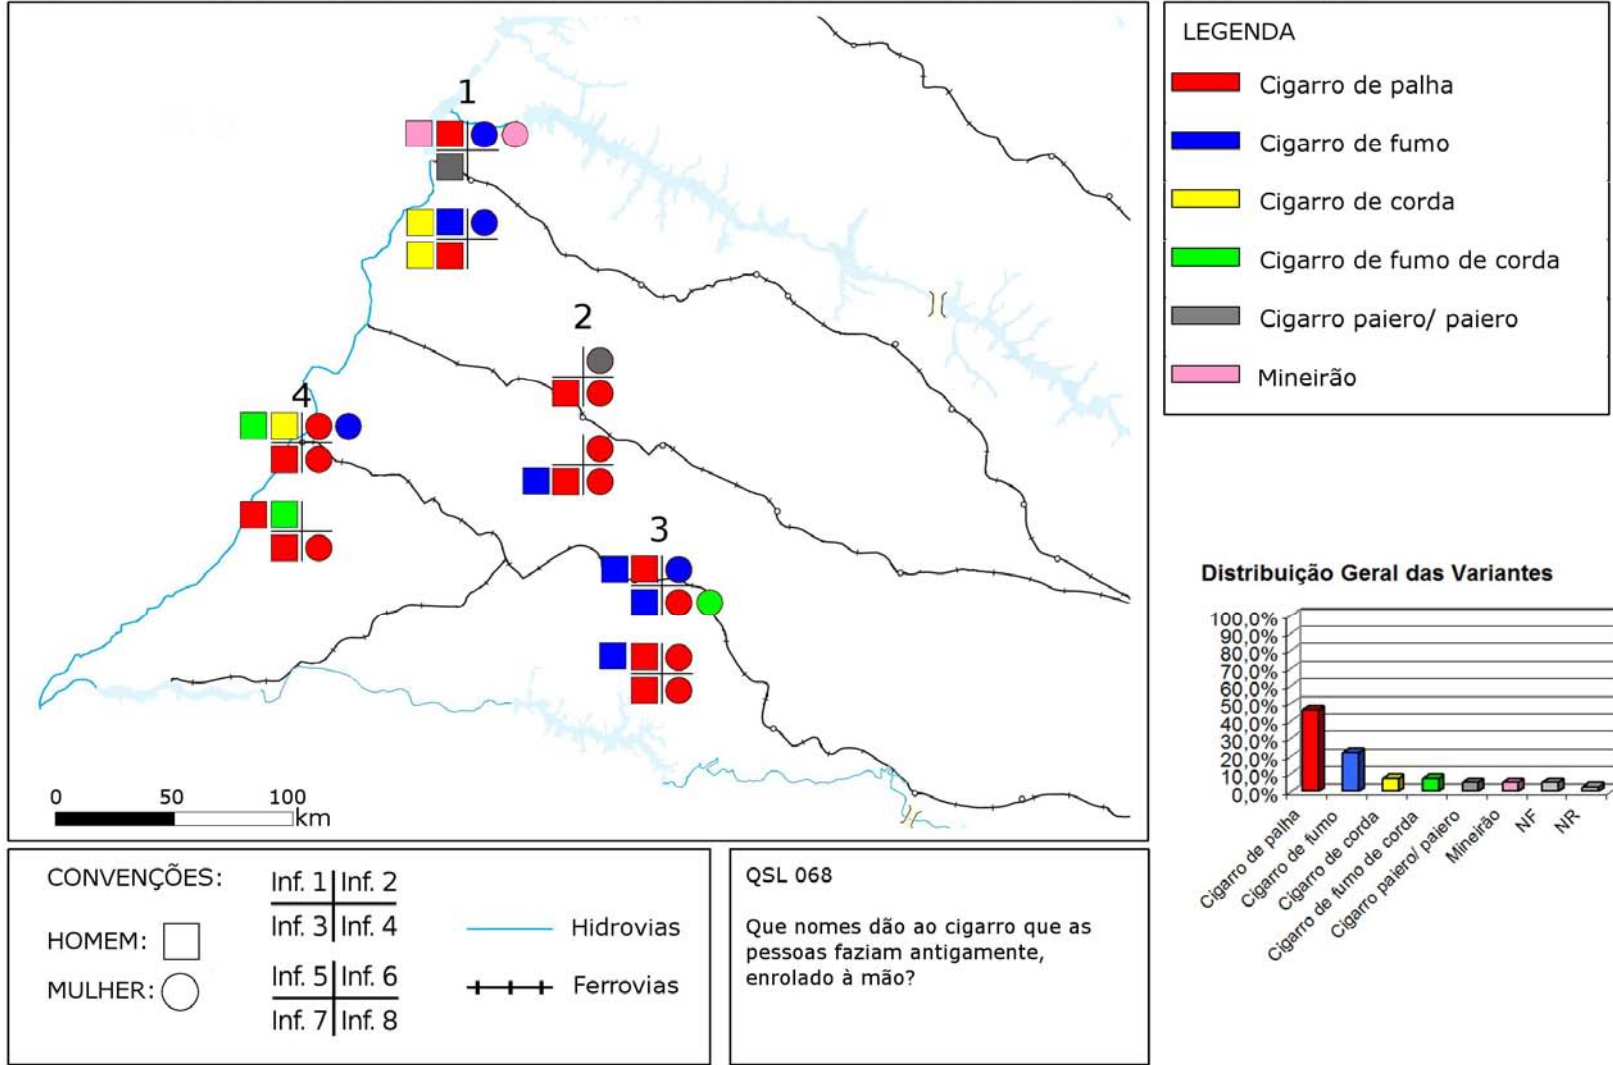 1
2
3
4
0 50 100
km
LEGENDA
Cigarro de palha
Cigarro de fumo
Cigarro de corda
Cigarro de fumo de corda
Cigarro paiero/ paiero
Mineirão
Distribuição Geral das Variantes
100,0%
90,0%
80,0%
70,0%
60,0%
50,0%
40,0%
30,0%
20,0%
10,0%
0,0%
Cigarro de palha
Cigarro de fumo
Cigarro de corda
Cigarro de fumo de corda
Cigarro paiero/ paiero
Mineirão
NF
NR
CONVENÇÕES:
HOMEM:
MULHER:
Inf. 1 Inf. 2
Inf. 3 Inf. 4
Inf. 5 Inf. 6
Inf. 7 Inf. 8
Hidrovias
Ferrovias
QSL 068
Que nomes dão ao cigarro que as
pessoas faziam antigamente,
enrolado à mão?